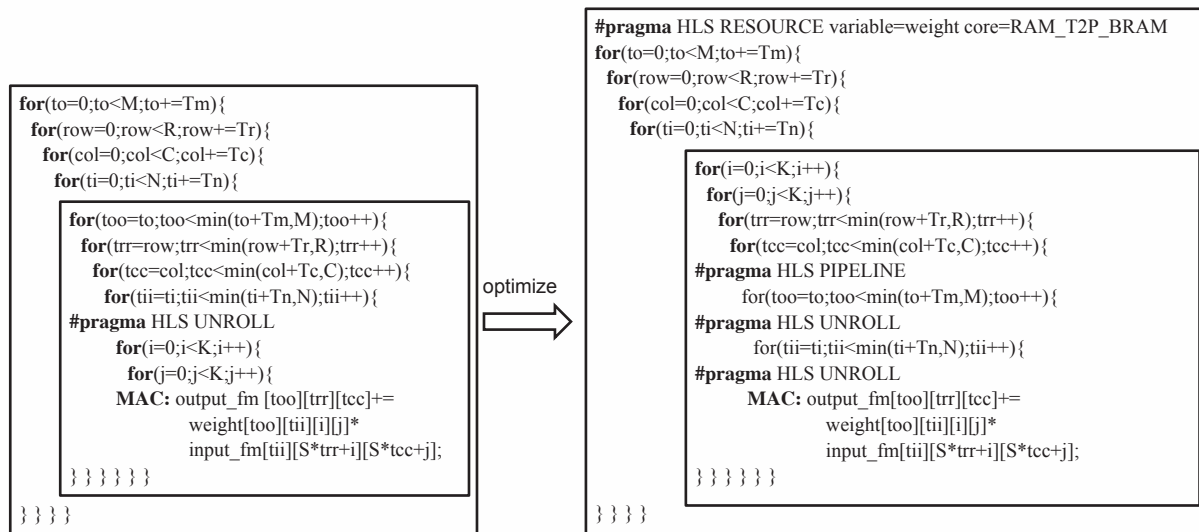 for(to=0;to<M;to+=Tm){
for(row=0;row<R;row+=Tr){
for(col=0;col<C;col+=Tc){
for(ti=0;ti<N;ti+=Tn){
for(too=to;too<min(to+Tm,M);too++){
for(trr=row;trr<min(row+Tr,R);trr++){
for(tcc=col;tcc<min(col+Tc,C);tcc++){
for(tii=ti;tii<min(ti+Tn,N);tii++){
#pragma HLS UNROLL
for(i=0;i<K;i++){
for(j=0;j<K;j++){
MAC: output_fm [too][trr][tcc]+=
weight[too][tii][i][j]*
input_fm[tii][S*trr+i][S*tcc+j];
} } } } } }
} } } }
optimize
#pragma HLS RESOURCE variable=weight core=RAM_T2P_BRAM
for(to=0;to<M;to+=Tm){
for(row=0;row<R;row+=Tr){
for(col=0;col<C;col+=Tc){
for(ti=0;ti<N;ti+=Tn){
for(i=0;i<K;i++){
for(j=0;j<K;j++){
for(trr=row;trr<min(row+Tr,R);trr++){
for(tcc=col;tcc<min(col+Tc,C);tcc++){
#pragma HLS PIPELINE
for(too=to;too<min(to+Tm,M);too++){
#pragma HLS UNROLL
for(tii=ti;tii<min(ti+Tn,N);tii++){
#pragma HLS UNROLL
MAC: output_fm[too][trr][tcc]+=
weight[too][tii][i][j]*
input_fm[tii][S*trr+i][S*tcc+j];
} } } } } }
} } } }